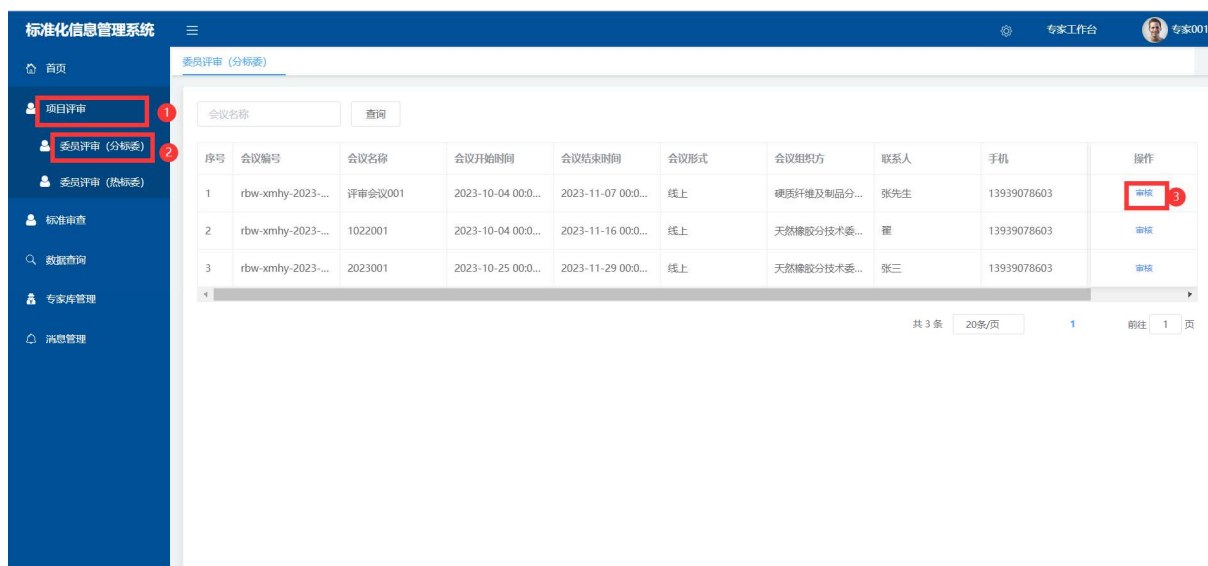 标准化信息管理系统 专家工作台 专家001
首页 委员评审（分标委）
项目评审 1 会议名称 查询
委员评审（分标委） 2 序号 会议编号 会议名称 会议开始时间 会议结束时间 会议形式 会议组织方 联系人 手机 操作
委员评审（热标委） 1 rbw-xmhy-2023-... 评审会议001 2023-10-04 00:0... 2023-11-07 00:0... 线上 硬质纤维及制品分... 张先生 13939078603 审核 3
标准审查 2 rbw-xmhy-2023-... 1022001 2023-10-04 00:0... 2023-11-16 00:0... 线上 天然橡胶分技术委... 翟 13939078603 审核
数据查询 3 rbw-xmhy-2023-... 2023001 2023-10-25 00:0... 2023-11-29 00:0... 线上 天然橡胶分技术委... 张三 13939078603 审核
专家库管理
消息管理 共 3 条 20条/页 1 前往 1 页